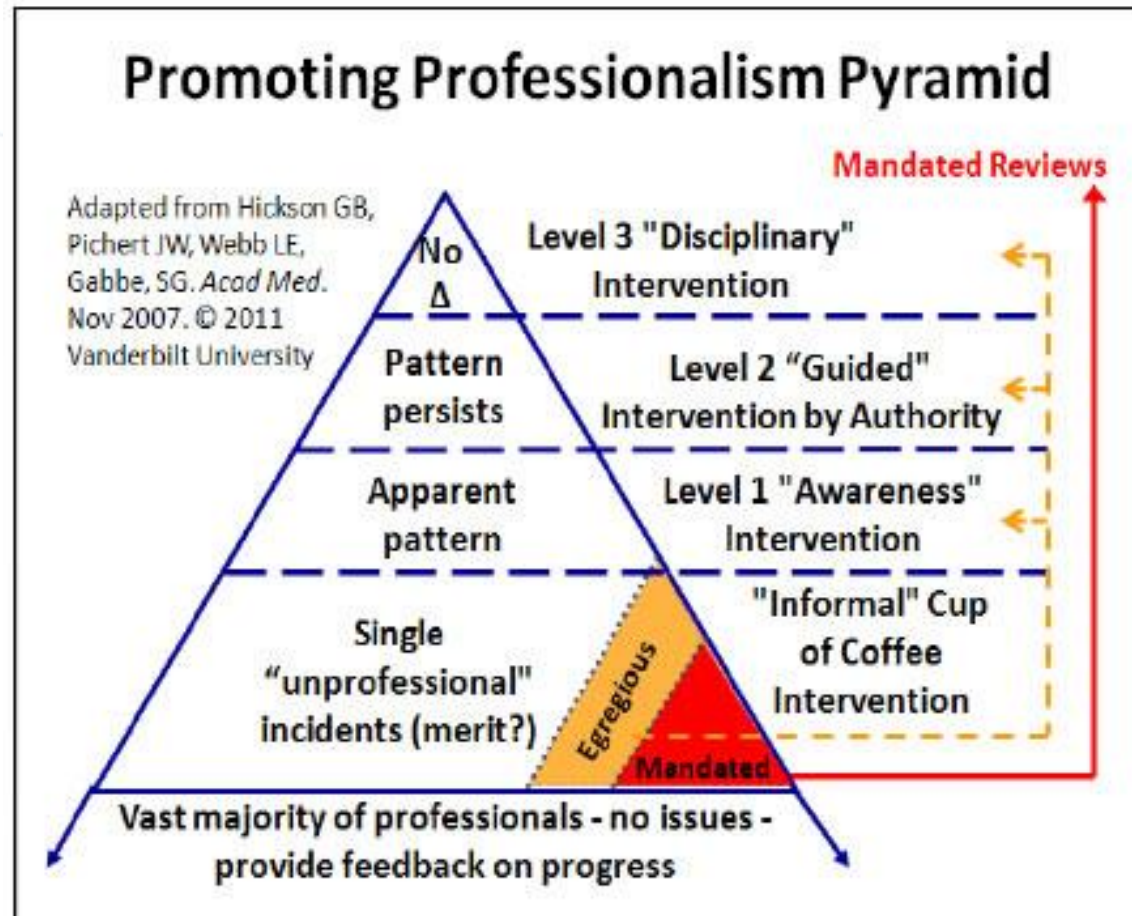 Promoting Professionalism Pyramid
Mandated Reviews
Adapted from Hickson GB,
Pichert JW, Webb LE,
Gabbe, SG. Acad Med.
Nov 2007. © 2011
Vanderbilt University
No
Δ
Level 3 "Disciplinary"
Intervention
Pattern
persists
Level 2 “Guided”
Intervention by Authority
Apparent
pattern
Level 1 "Awareness"
Intervention
Single
“unprofessional"
incidents (merit?)
Egregious
Mandated
"Informal" Cup
of Coffee
Intervention
Vast majority of professionals - no issues -
provide feedback on progress